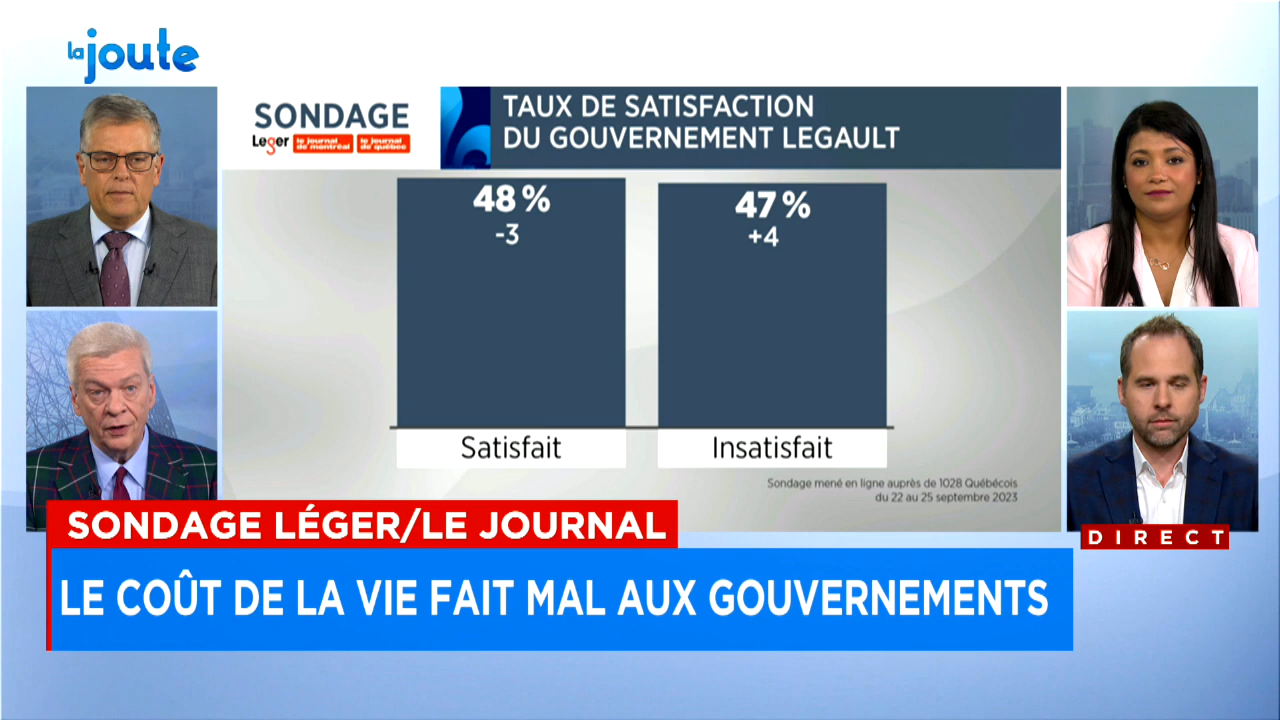 la joute
SONDAGE
Leger le journal de montréal le journal de québec
TAUX DE SATISFACTION
DU GOUVERNEMENT LEGAULT
48 %
-3
47 %
+4
Satisfait
Insatisfait
Sondage mené en ligne auprès de 1028 Québécois
du 22 au 25 septembre 2023
SONDAGE LÉGER/LE JOURNAL
DIRECT
LE COÛT DE LA VIE FAIT MAL AUX GOUVERNEMENTS